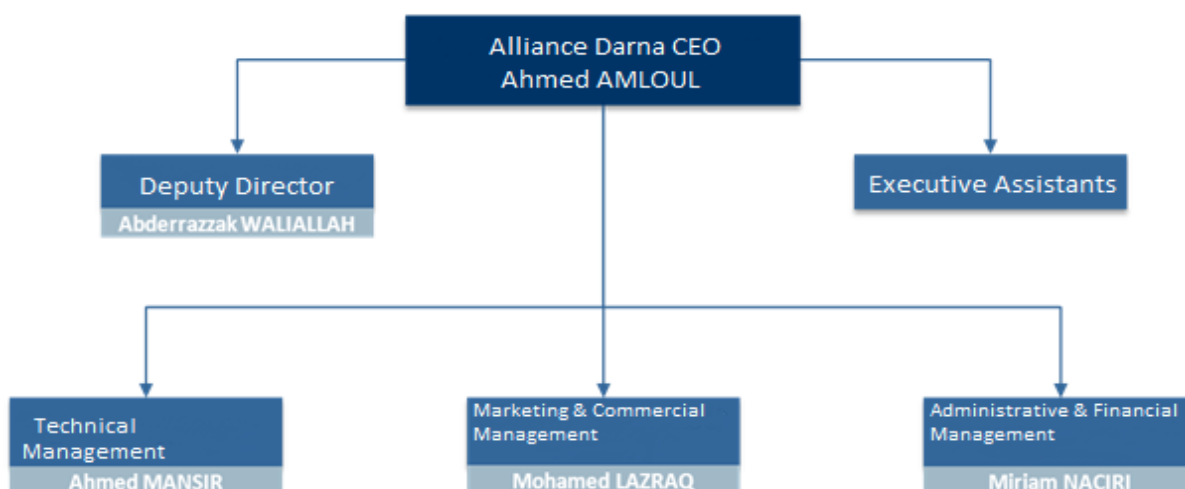 Alliance Darna CEO
Ahmed AMLOUL
Deputy Director
Abderrazzak WALIALLAH
Executive Assistants
Technical
Management
Ahmed MANSIR
Marketing & Commercial
Management
Mohamed LAZRAQ
Administrative & Financial
Management
Miriam NACIRI